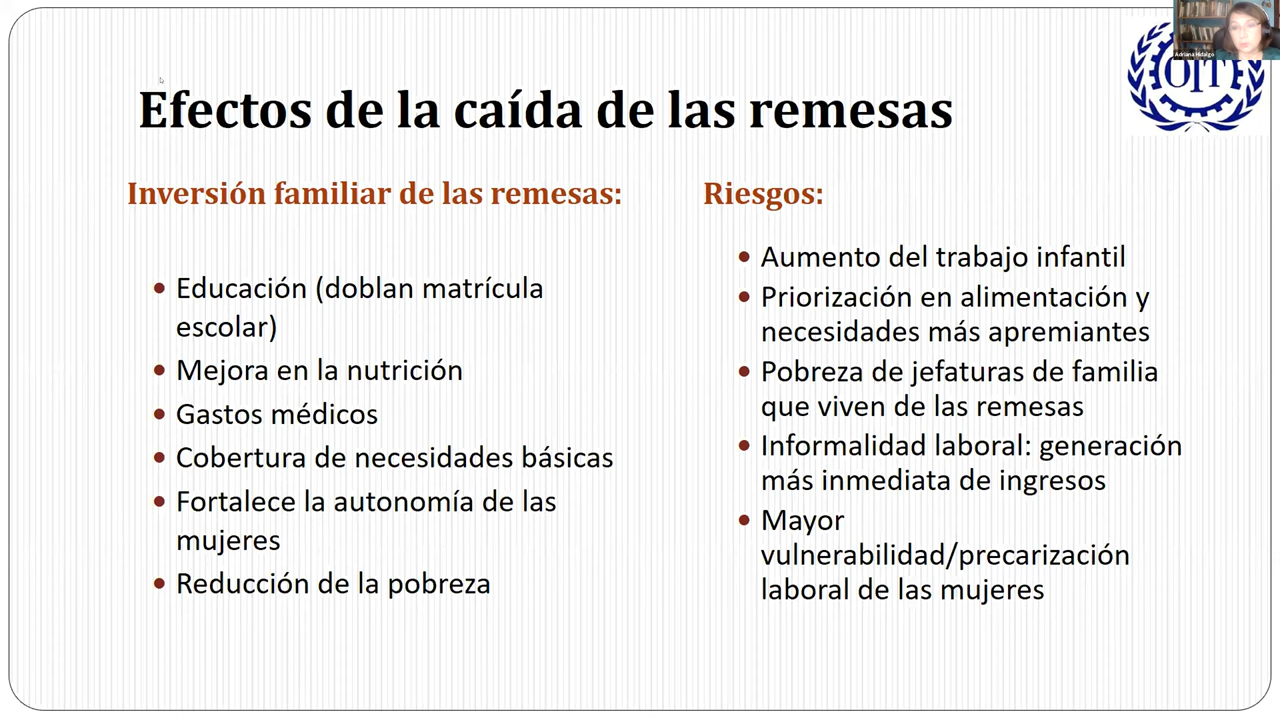 Adriana Hidalgo
OIT
Efectos de la caída de las remesas
Inversión familiar de las remesas:
Educación (doblan matrícula
escolar)
Mejora en la nutrición
Gastos médicos
Cobertura de necesidades básicas
Fortalece la autonomía de las
mujeres
Reducción de la pobreza
Riesgos:
Aumento del trabajo infantil
Priorización en alimentación y
necesidades más apremiantes
Pobreza de jefaturas de familia
que viven de las remesas
Informalidad laboral: generación
más inmediata de ingresos
Mayor
vulnerabilidad/precarización
laboral de las mujeres